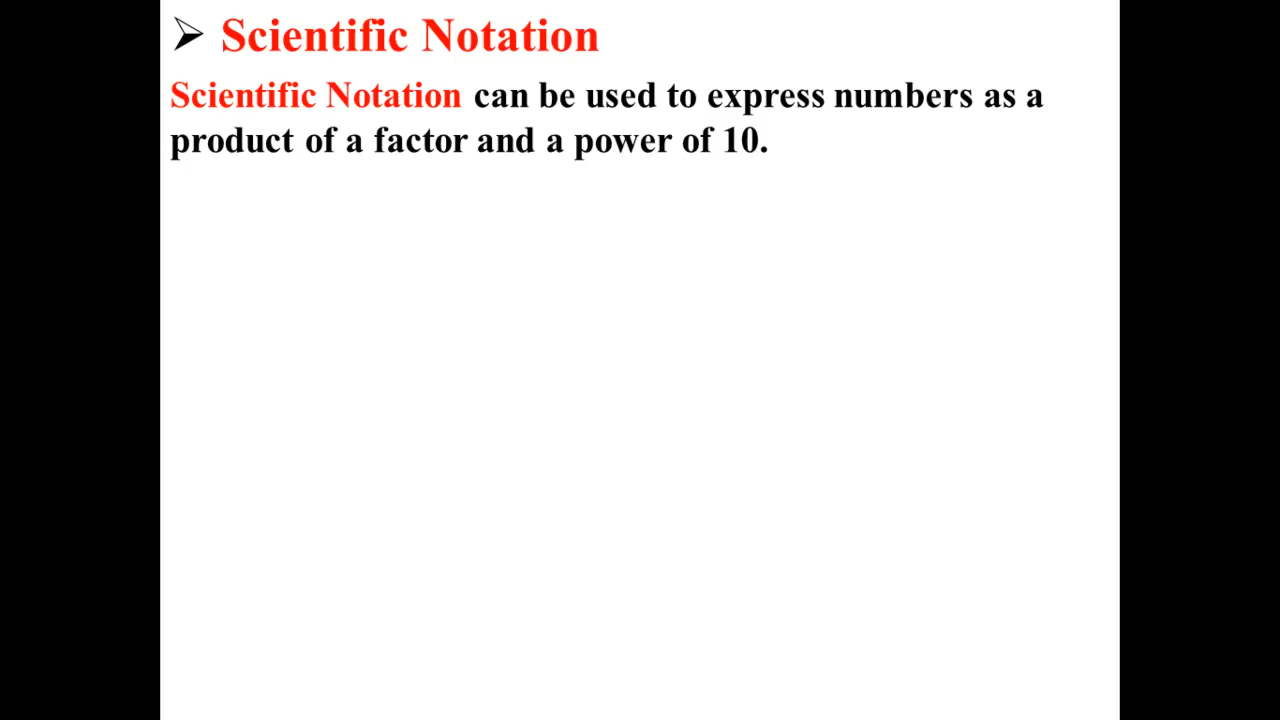 ➢ Scientific Notation
Scientific Notation can be used to express numbers as a
product of a factor and a power of 10.